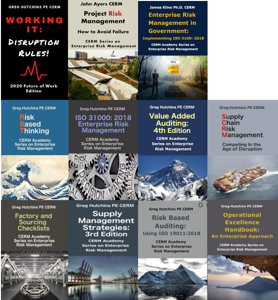 GREG HUTCHINS PE CERM
WORKING
IT:
DISRUPTION
RULES!
2020 Future of Work
Edition
John Ayers CERM
Project Risk
Management
How to Avoid Failure
CERM Series on
Enterprise Risk Management
James Kline Ph.D. CERM
Enterprise Risk
Management in
Government:
Implementing ISO 31000: 2018
CERM Academy Series on
Enterprise Risk Management
Greg Hutchins PE CERM
Risk
Based
Thinking
CERM Academy
Series on Enterprise
Risk Management
Greg Hutchins PE CERM
ISO 31000: 2018
Enterprise Risk
Management
CERM Academy
Series on Enterprise
Risk Management
Greg Hutchins PE CERM
Value Added
Auditing:
4th Edition
CERM Academy
Series on Enterprise
Risk Management
Greg Hutchins PE CERM
Supply
Chain
Risk
Management
Competing In the
Age of Disruption
Greg Hutchins PE CERM
Factory and
Sourcing
Checklists
CERM Academy
Series on Enterprise
Risk Management
Greg Hutchins PE CERM
Supply
Management
Strategies:
3rd Edition
CERM Academy Series on
Enterprise Risk Management
Greg Hutchins PE CERM
Risk Based
Auditing:
Using ISO 19011:2018
CERM Academy Series on
Enterprise Risk Management
Greg Hutchins PE CERM
Operational
Excellence
Handbook:
An Enterprise Approach
CERM Academy Series on
Enterprise Risk Management